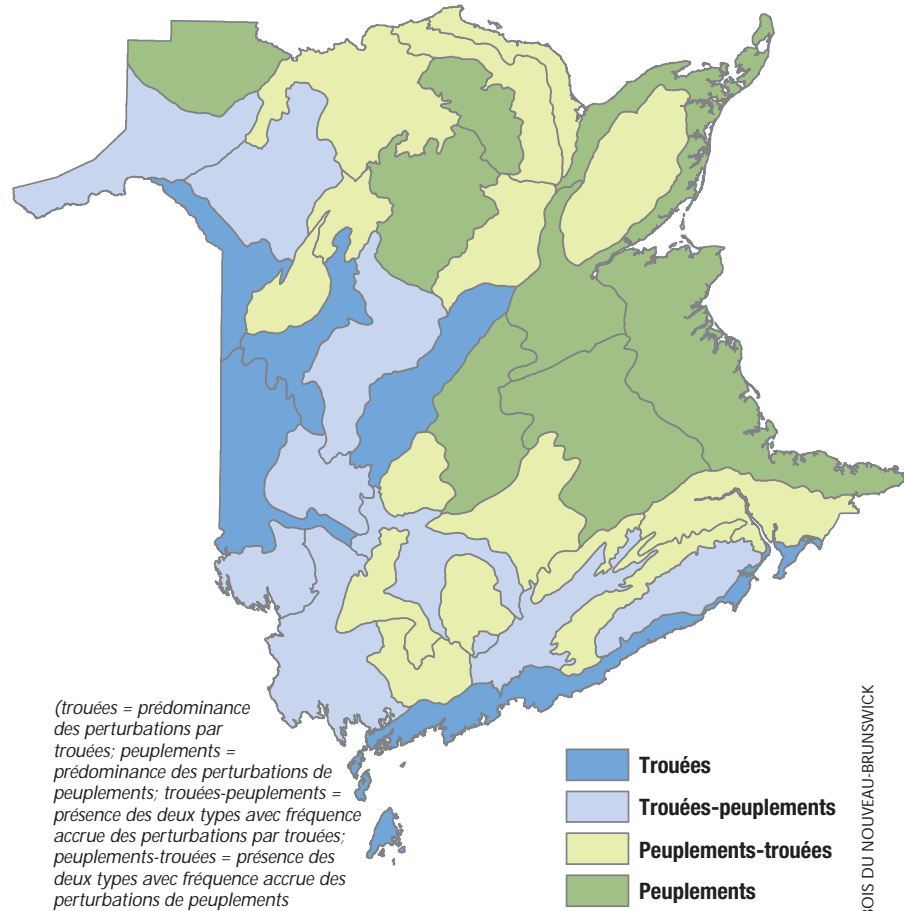 (trouées = prédominance
des perturbations par
trouées; peuplements =
prédominance des perturbations de
peuplements; trouées-peuplements =
présence des deux types avec fréquence
accrue des perturbations par trouées;
peuplements-trouées = présence des
deux types avec fréquence accrue des
perturbations de peuplements
Trouées
Trouées-peuplements
Peuplements-trouées
Peuplements
BOIS DU NOUVEAU-BRUNSWICK